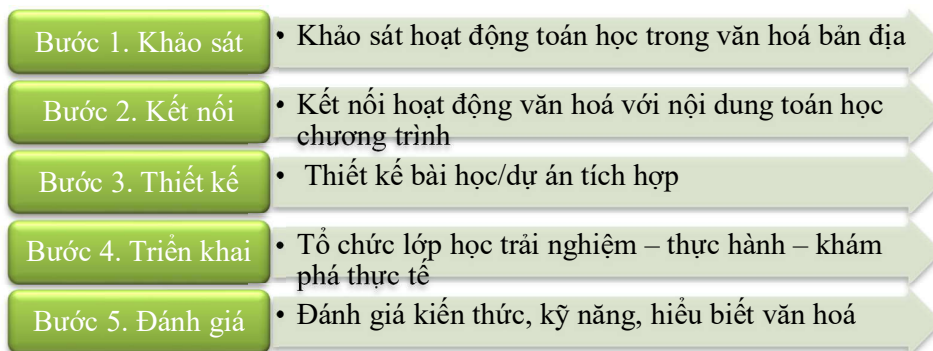 Bước 1. Khảo sát
• Khảo sát hoạt động toán học trong văn hoá bản địa
Bước 2. Kết nối
• Kết nối hoạt động văn hoá với nội dung toán học
chương trình
Bước 3. Thiết kế
• Thiết kế bài học/dự án tích hợp
Bước 4. Triển khai
• Tổ chức lớp học trải nghiệm – thực hành – khám
phá thực tế
Bước 5. Đánh giá
• Đánh giá kiến thức, kỹ năng, hiểu biết văn hoá